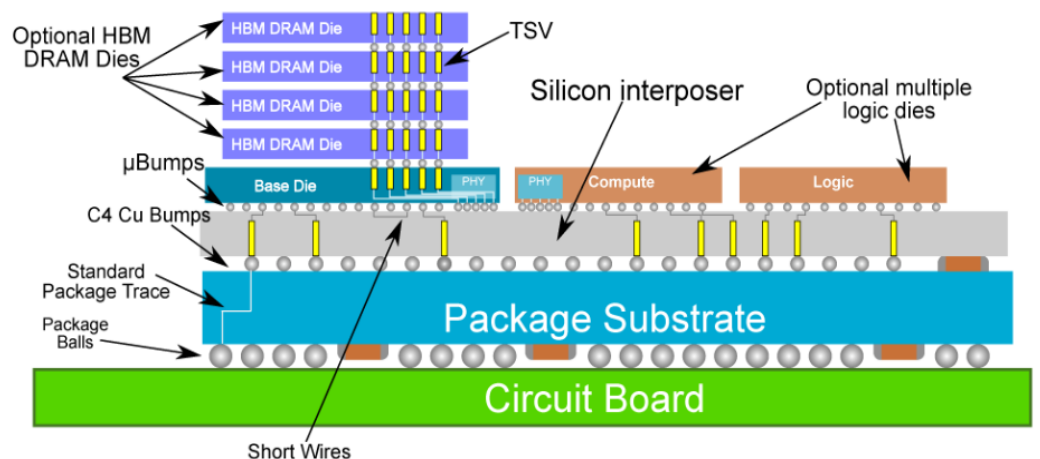 Optional HBM
DRAM Dies
HBM DRAM Die
HBM DRAM Die
HBM DRAM Die
HBM DRAM Die
TSV
Silicon interposer
Optional multiple
logic dies
µBumps
Base Die
PHY
PHY
Compute
Logic
C4 Cu Bumps
Standard
Package Trace
Package Substrate
Package
Balls
Circuit Board
Short Wires